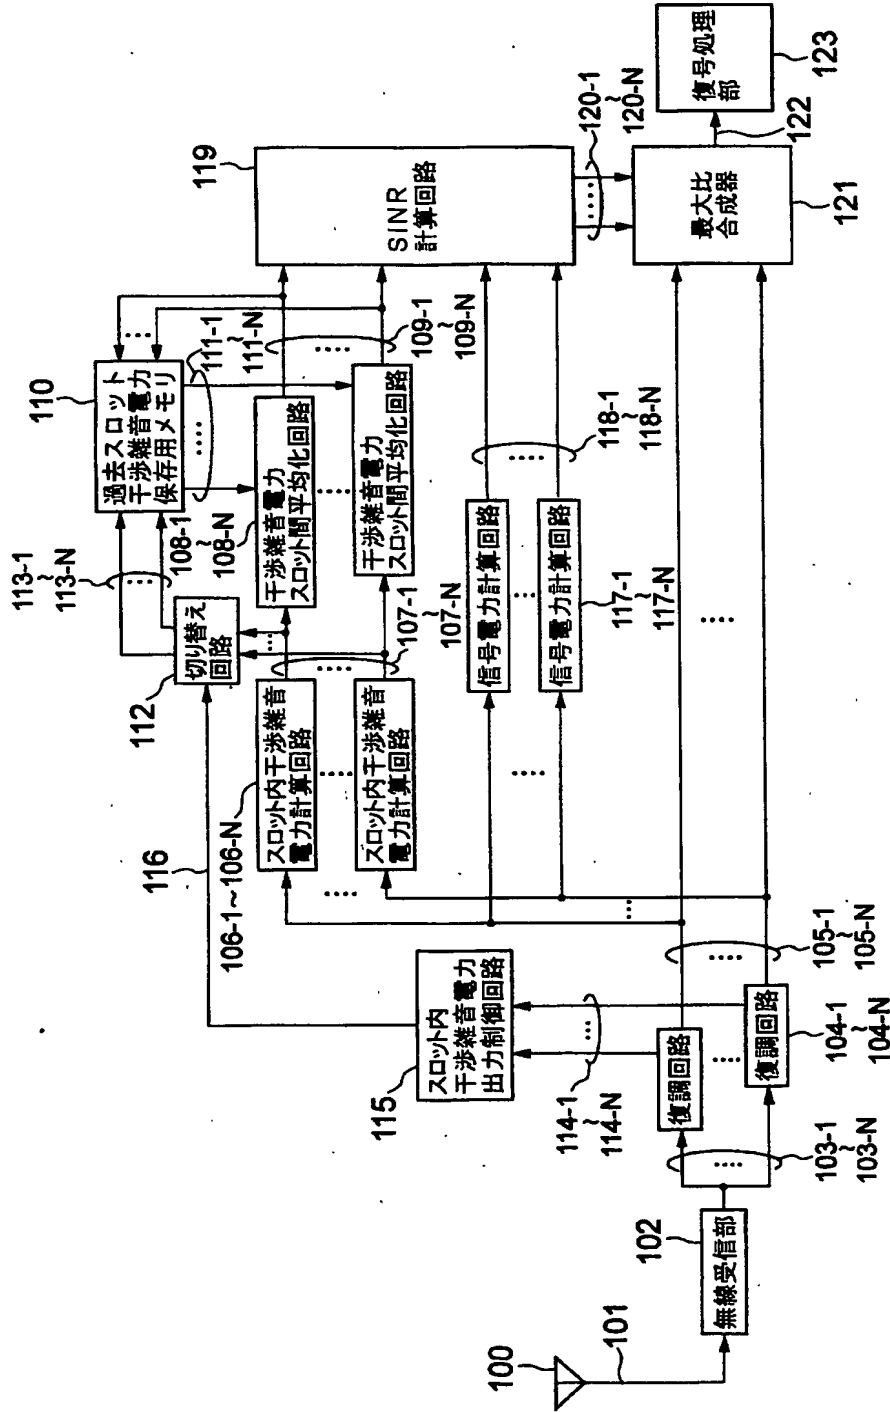 100
101
102
無線受信部
103-1
~
103-N
復調回路
復調回路
104-1
~
104-N
105-1
~
105-N
114-1
~
114-N
115
スロット内
干渉雑音電力
出力制御回路
116
106-1~106-N
スロット内干渉雑音
電力計算回路
スロット内干渉雑音
電力計算回路
107-1
~
107-N
112
切り替え
回路
113-1
~
113-N
108-1
~
108-N
干渉雑音電力
スロット間平均化回路
干渉雑音電力
スロット間平均化回路
109-1
~
109-N
110
過去スロット
干渉雑音電力
保存用メモリ
111-1
~
111-N
信号電力計算回路
信号電力計算回路
117-1
~
117-N
118-1
~
118-N
119
SINR
計算回路
120-1
~
120-N
最大比
合成器
121
122
復号処理
部
123